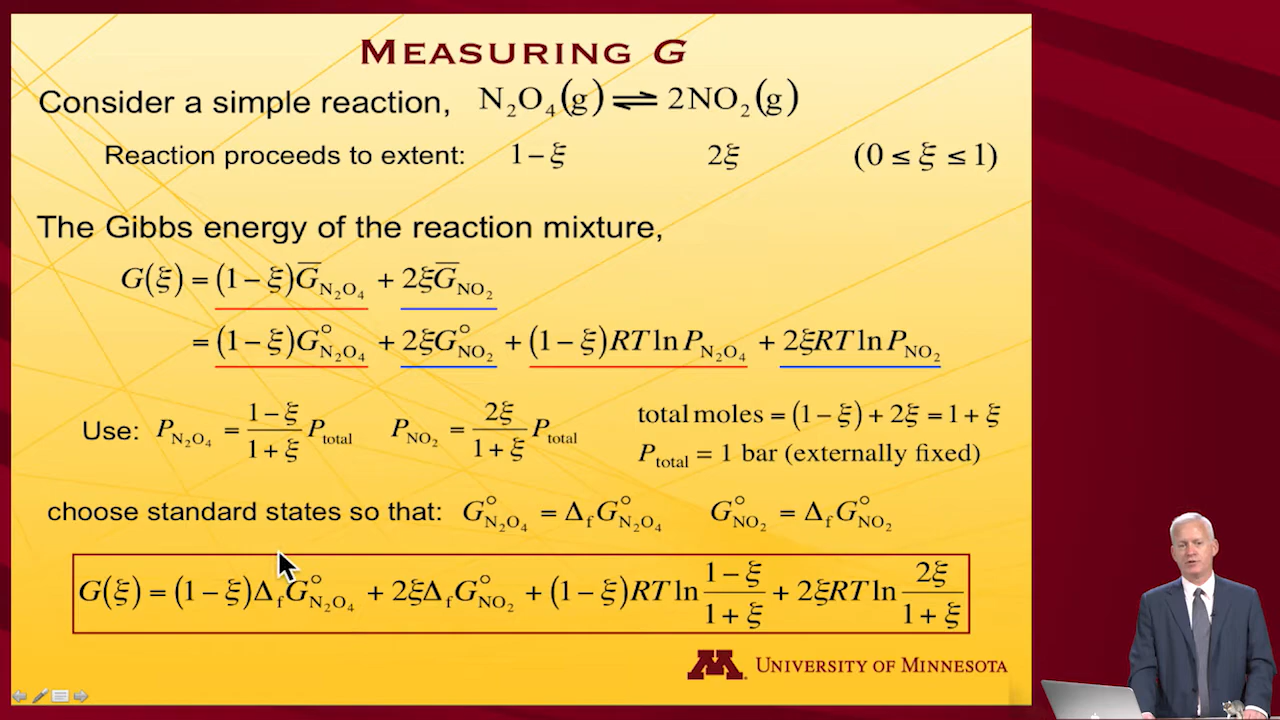 MEASURING G
Consider a simple reaction, N₂O₄(g) ⇌ 2NO₂(g)
Reaction proceeds to extent: 1−ξ 2ξ (0 ≤ ξ ≤ 1)
The Gibbs energy of the reaction mixture,
G(ξ) = (1−ξ)G̅_N₂O₄ + 2ξG̅_NO₂
= (1−ξ)G°_N₂O₄ + 2ξG°_NO₂ + (1−ξ)RT ln P_N₂O₄ + 2ξRT ln P_NO₂
Use: P_N₂O₄ = (1−ξ)/(1+ξ) P_total P_NO₂ = 2ξ/(1+ξ) P_total
total moles = (1−ξ) + 2ξ = 1 + ξ
P_total = 1 bar (externally fixed)
choose standard states so that: G°_N₂O₄ = Δ_f G°_N₂O₄ G°_NO₂ = Δ_f G°_NO₂
G(ξ) = (1−ξ)Δ_f G°_N₂O₄ + 2ξΔ_f G°_NO₂ + (1−ξ)RT ln (1−ξ)/(1+ξ) + 2ξRT ln 2ξ/(1+ξ)
M UNIVERSITY OF MINNESOTA